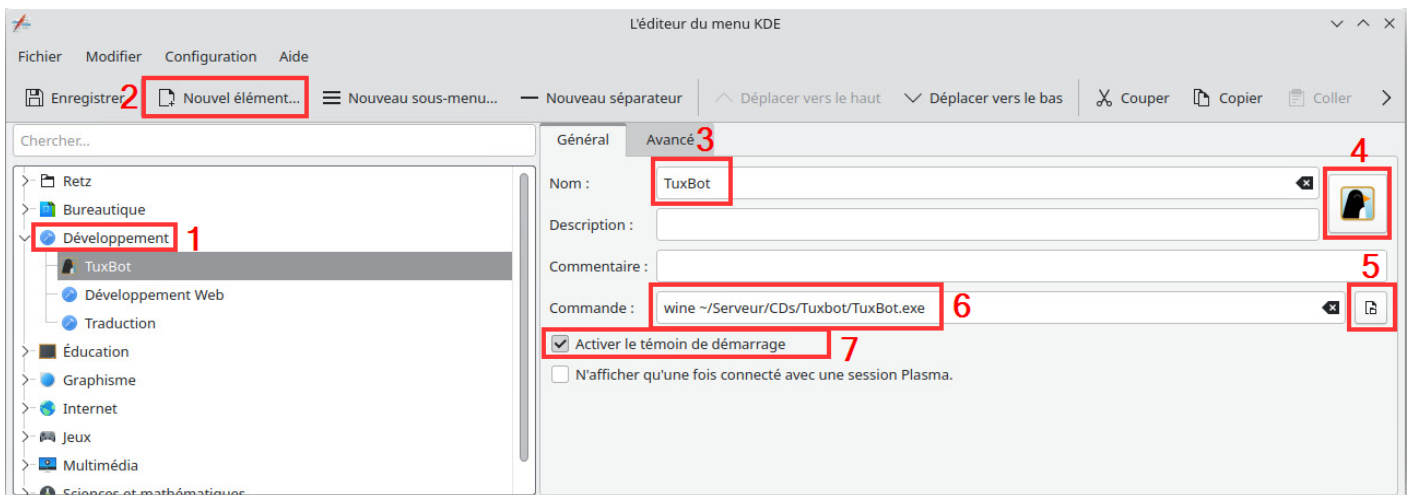 L'éditeur du menu KDE
Fichier Modifier Configuration Aide
2 Enregistrer Nouvel élément... Nouveau sous-menu... Nouveau séparateur Déplacer vers le haut Déplacer vers le bas Couper Copier Coller
Chercher...
Général Avancé 3
4
Retz
Nom : TuxBot
Bureautique
Description :
Développement 1
TuxBot
Commentaire :
5
Développement Web
Commande : wine ~/Serveur/CDs/Tuxbot/TuxBot.exe 6
Traduction
Activer le témoin de démarrage 7
Éducation
N'afficher qu'une fois connecté avec une session Plasma.
Graphisme
Internet
Jeux
Multimédia
Sciences et mathématiques